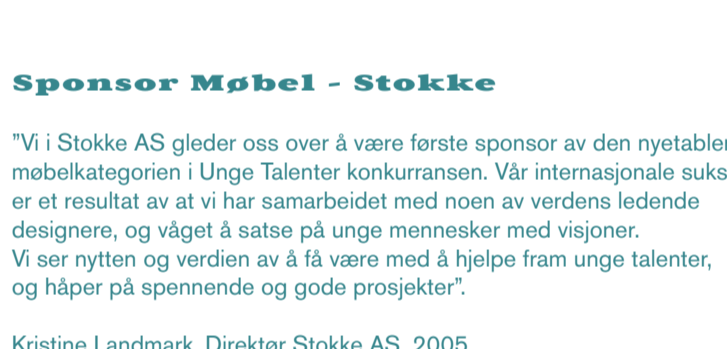 Sponsor Møbel - Stokke
”Vi i Stokke AS gleder oss over å være første sponsor av den
møbelkategorien i Unge Talenter konkurransen. Vår internasjonale
er et resultat av at vi har samarbeidet med noen av verdens ledende
designere, og våget å satse på unge mennesker med visjoner.
Vi ser nytten og verdien av å få være med å hjelpe fram unge talenter,
og håper på spennende og gode prosjekter”.
Kristine Landmark, Direktør Stokke AS, 2005